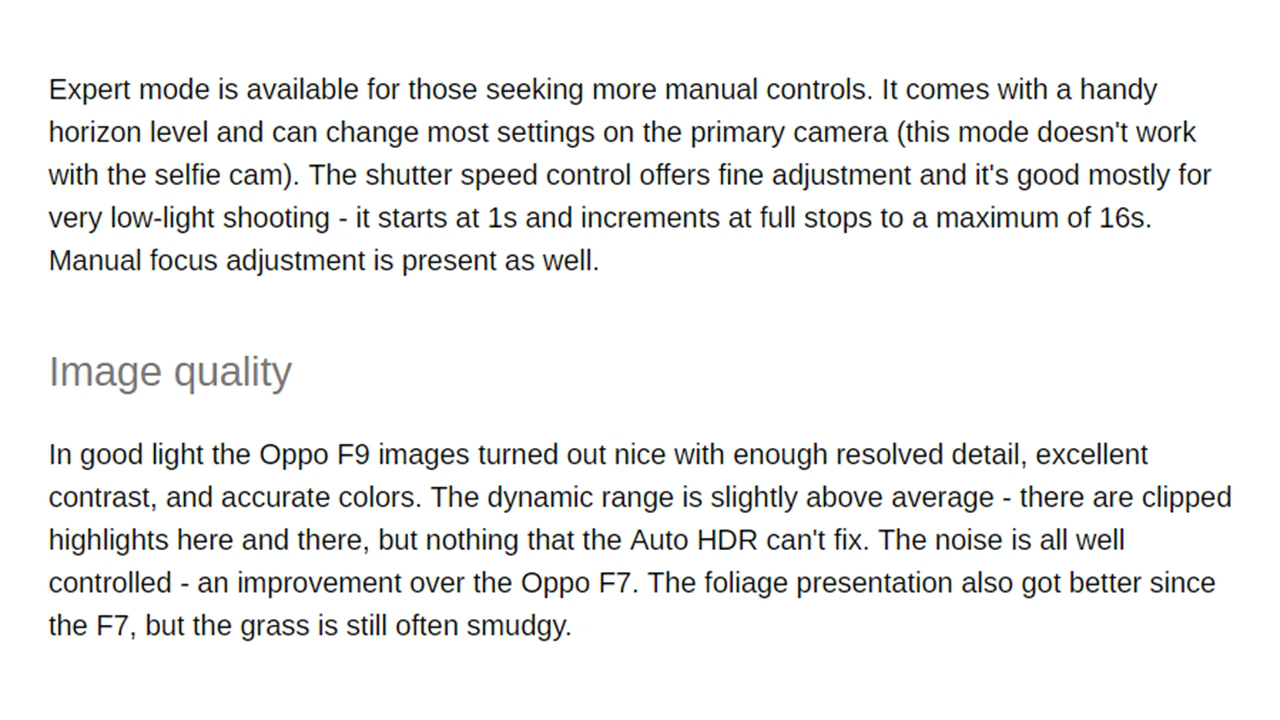 Expert mode is available for those seeking more manual controls. It comes with a handy
horizon level and can change most settings on the primary camera (this mode doesn't work
with the selfie cam). The shutter speed control offers fine adjustment and it's good mostly for
very low-light shooting - it starts at 1s and increments at full stops to a maximum of 16s.
Manual focus adjustment is present as well.
Image quality
In good light the Oppo F9 images turned out nice with enough resolved detail, excellent
contrast, and accurate colors. The dynamic range is slightly above average - there are clipped
highlights here and there, but nothing that the Auto HDR can't fix. The noise is all well
controlled - an improvement over the Oppo F7. The foliage presentation also got better since
the F7, but the grass is still often smudgy.